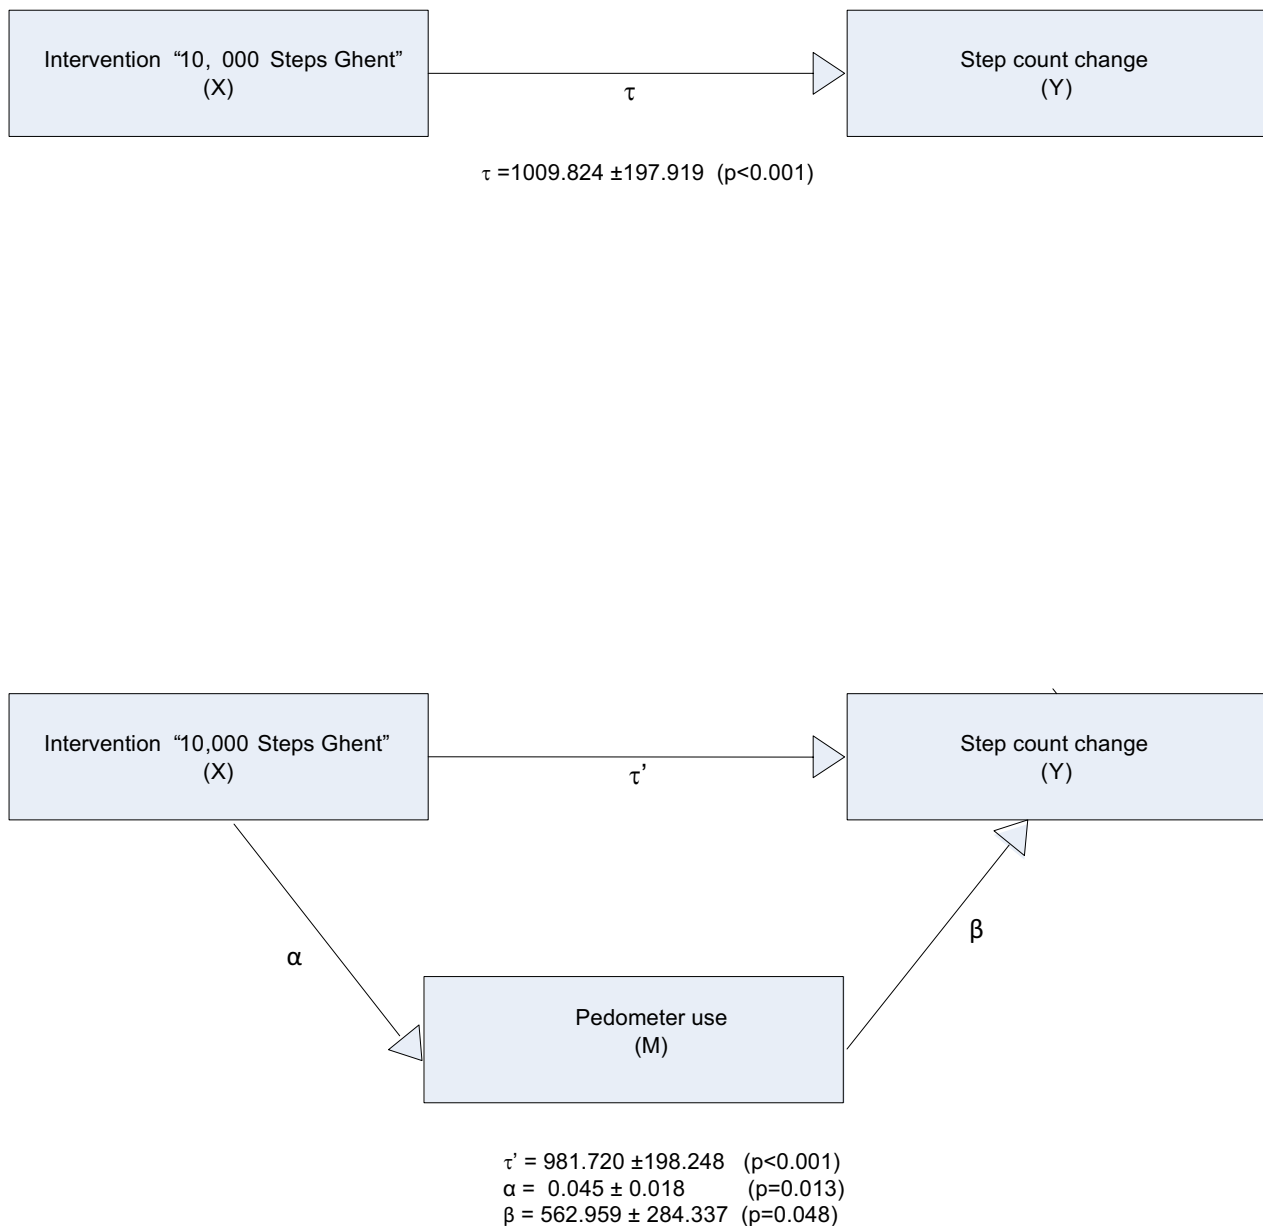 Intervention “10, 000 Steps Ghent”
(X)
Step count change
(Y)
τ
τ =1009.824 ±197.919 (p<0.001)
Intervention “10,000 Steps Ghent”
(X)
Step count change
(Y)
τ’
α
β
Pedometer use
(M)
τ’ = 981.720 ±198.248 (p<0.001)
α = 0.045 ± 0.018 (p=0.013)
β = 562.959 ± 284.337 (p=0.048)